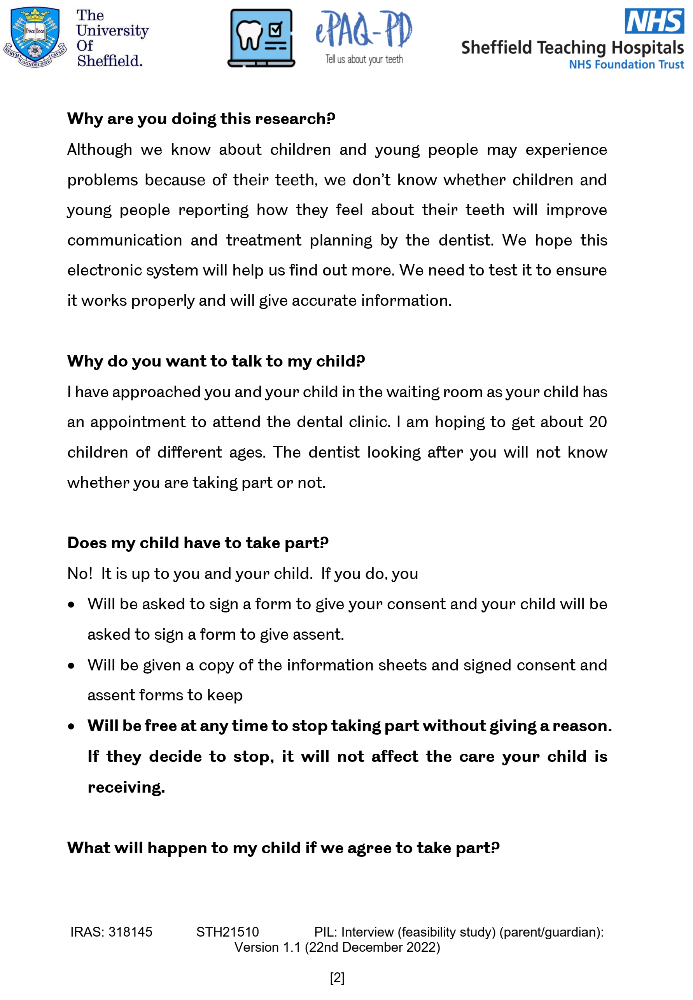 The
University
Of
Sheffield.
Disce Doce
RERVM COGNOSCERE CAVSAS
ePAQ-PD
Tell us about your teeth
NHS
Sheffield Teaching Hospitals
NHS Foundation Trust
Why are you doing this research?
Although we know about children and young people may experience
problems because of their teeth, we don’t know whether children and
young people reporting how they feel about their teeth will improve
communication and treatment planning by the dentist. We hope this
electronic system will help us find out more. We need to test it to ensure
it works properly and will give accurate information.
Why do you want to talk to my child?
I have approached you and your child in the waiting room as your child has
an appointment to attend the dental clinic. I am hoping to get about 20
children of different ages. The dentist looking after you will not know
whether you are taking part or not.
Does my child have to take part?
No!  It is up to you and your child.  If you do, you
• Will be asked to sign a form to give your consent and your child will be
asked to sign a form to give assent.
• Will be given a copy of the information sheets and signed consent and
assent forms to keep
• Will be free at any time to stop taking part without giving a reason.
If they decide to stop, it will not affect the care your child is
receiving.
What will happen to my child if we agree to take part?
IRAS: 318145 STH21510 PIL: Interview (feasibility study) (parent/guardian):
Version 1.1 (22nd December 2022)
[2]